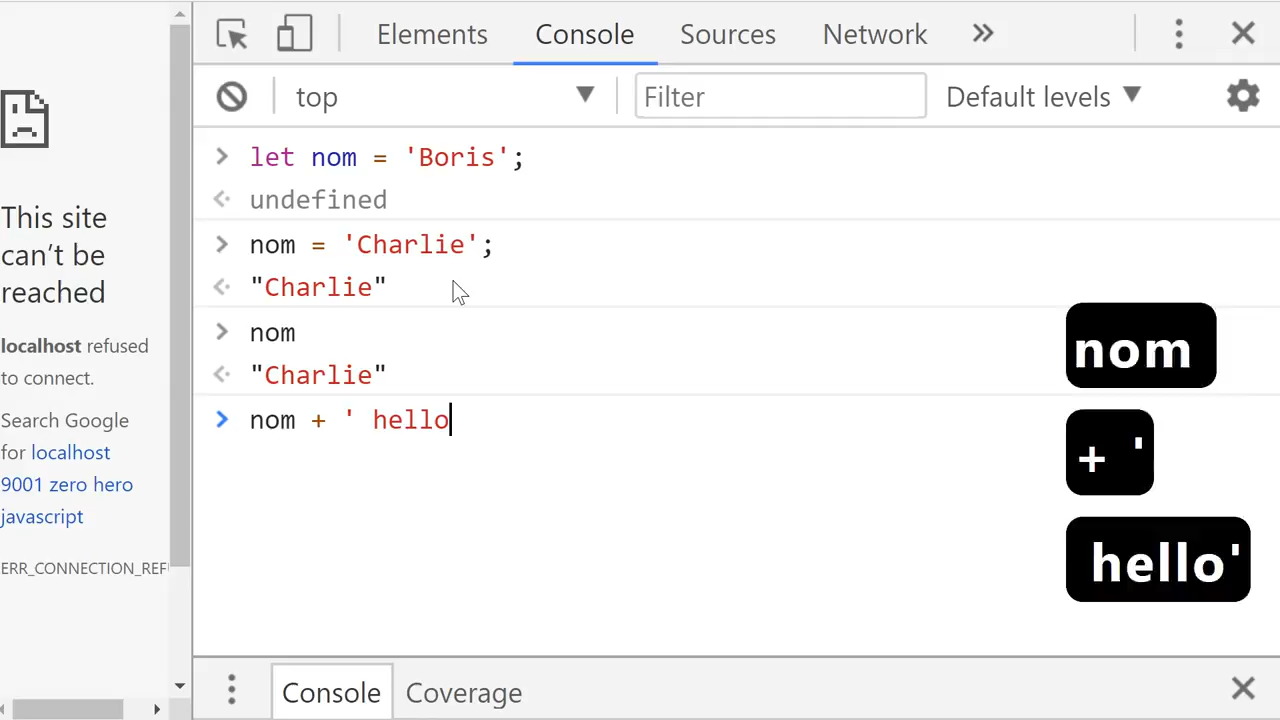 Elements Console Sources Network »
top Filter Default levels
> let nom = 'Boris';
undefined
> nom = 'Charlie';
"Charlie"
> nom
"Charlie"
> nom + ' hello
nom
+ '
hello'
This site
can't be
reached
localhost refused
to connect.
Search Google
for localhost
9001 zero hero
javascript
ERR_CONNECTION_REF
Console Coverage